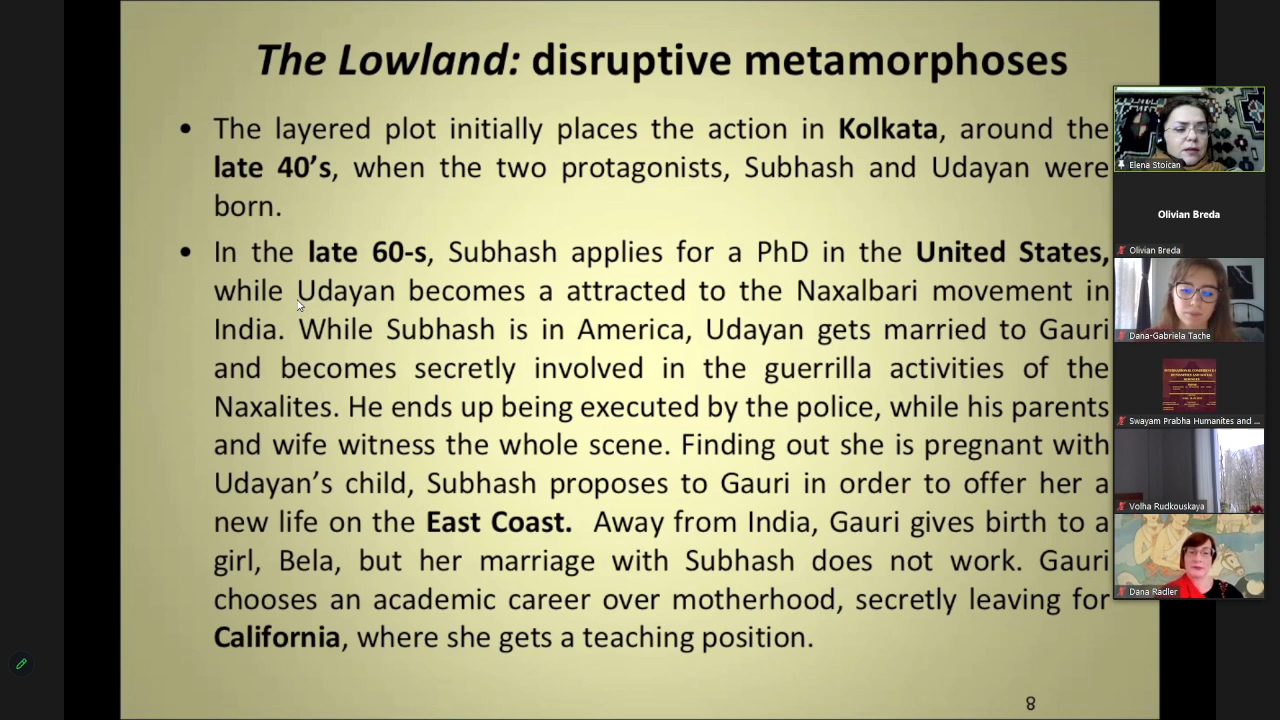 The Lowland: disruptive metamorphoses
• The layered plot initially places the action in Kolkata, around the
late 40’s, when the two protagonists, Subhash and Udayan were
born.
• In the late 60-s, Subhash applies for a PhD in the United States,
while Udayan becomes a attracted to the Naxalbari movement in
India. While Subhash is in America, Udayan gets married to Gauri
and becomes secretly involved in the guerrilla activities of the
Naxalites. He ends up being executed by the police, while his parents
and wife witness the whole scene. Finding out she is pregnant with
Udayan’s child, Subhash proposes to Gauri in order to offer her a
new life on the East Coast. Away from India, Gauri gives birth to a
girl, Bela, but her marriage with Subhash does not work. Gauri
chooses an academic career over motherhood, secretly leaving for
California, where she gets a teaching position.
8
Elena Stoican
Olivian Breda
Olivian Breda
Dana-Gabriela Tache
Swayam Prabha Humanites and ...
Volha Rudkouskaya
Dana Radler